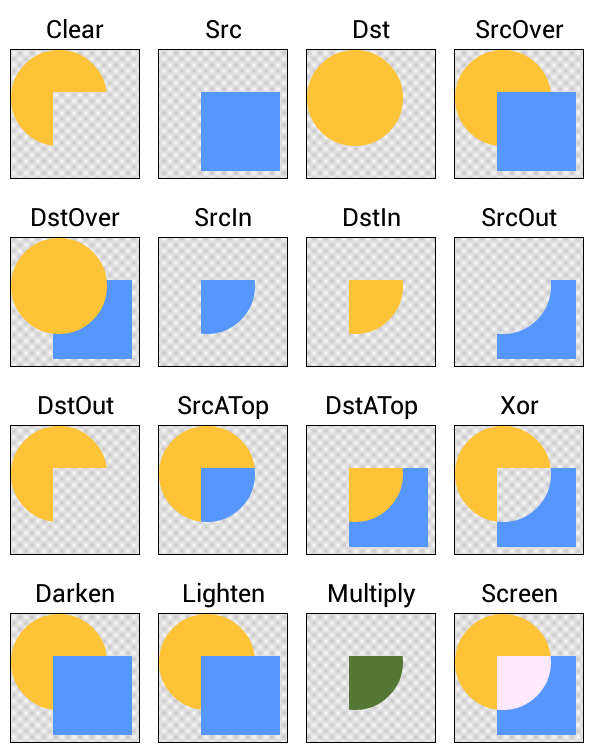 Clear Src Dst SrcOver
DstOver SrcIn DstIn SrcOut
DstOut SrcATop DstATop Xor
Darken Lighten Multiply Screen